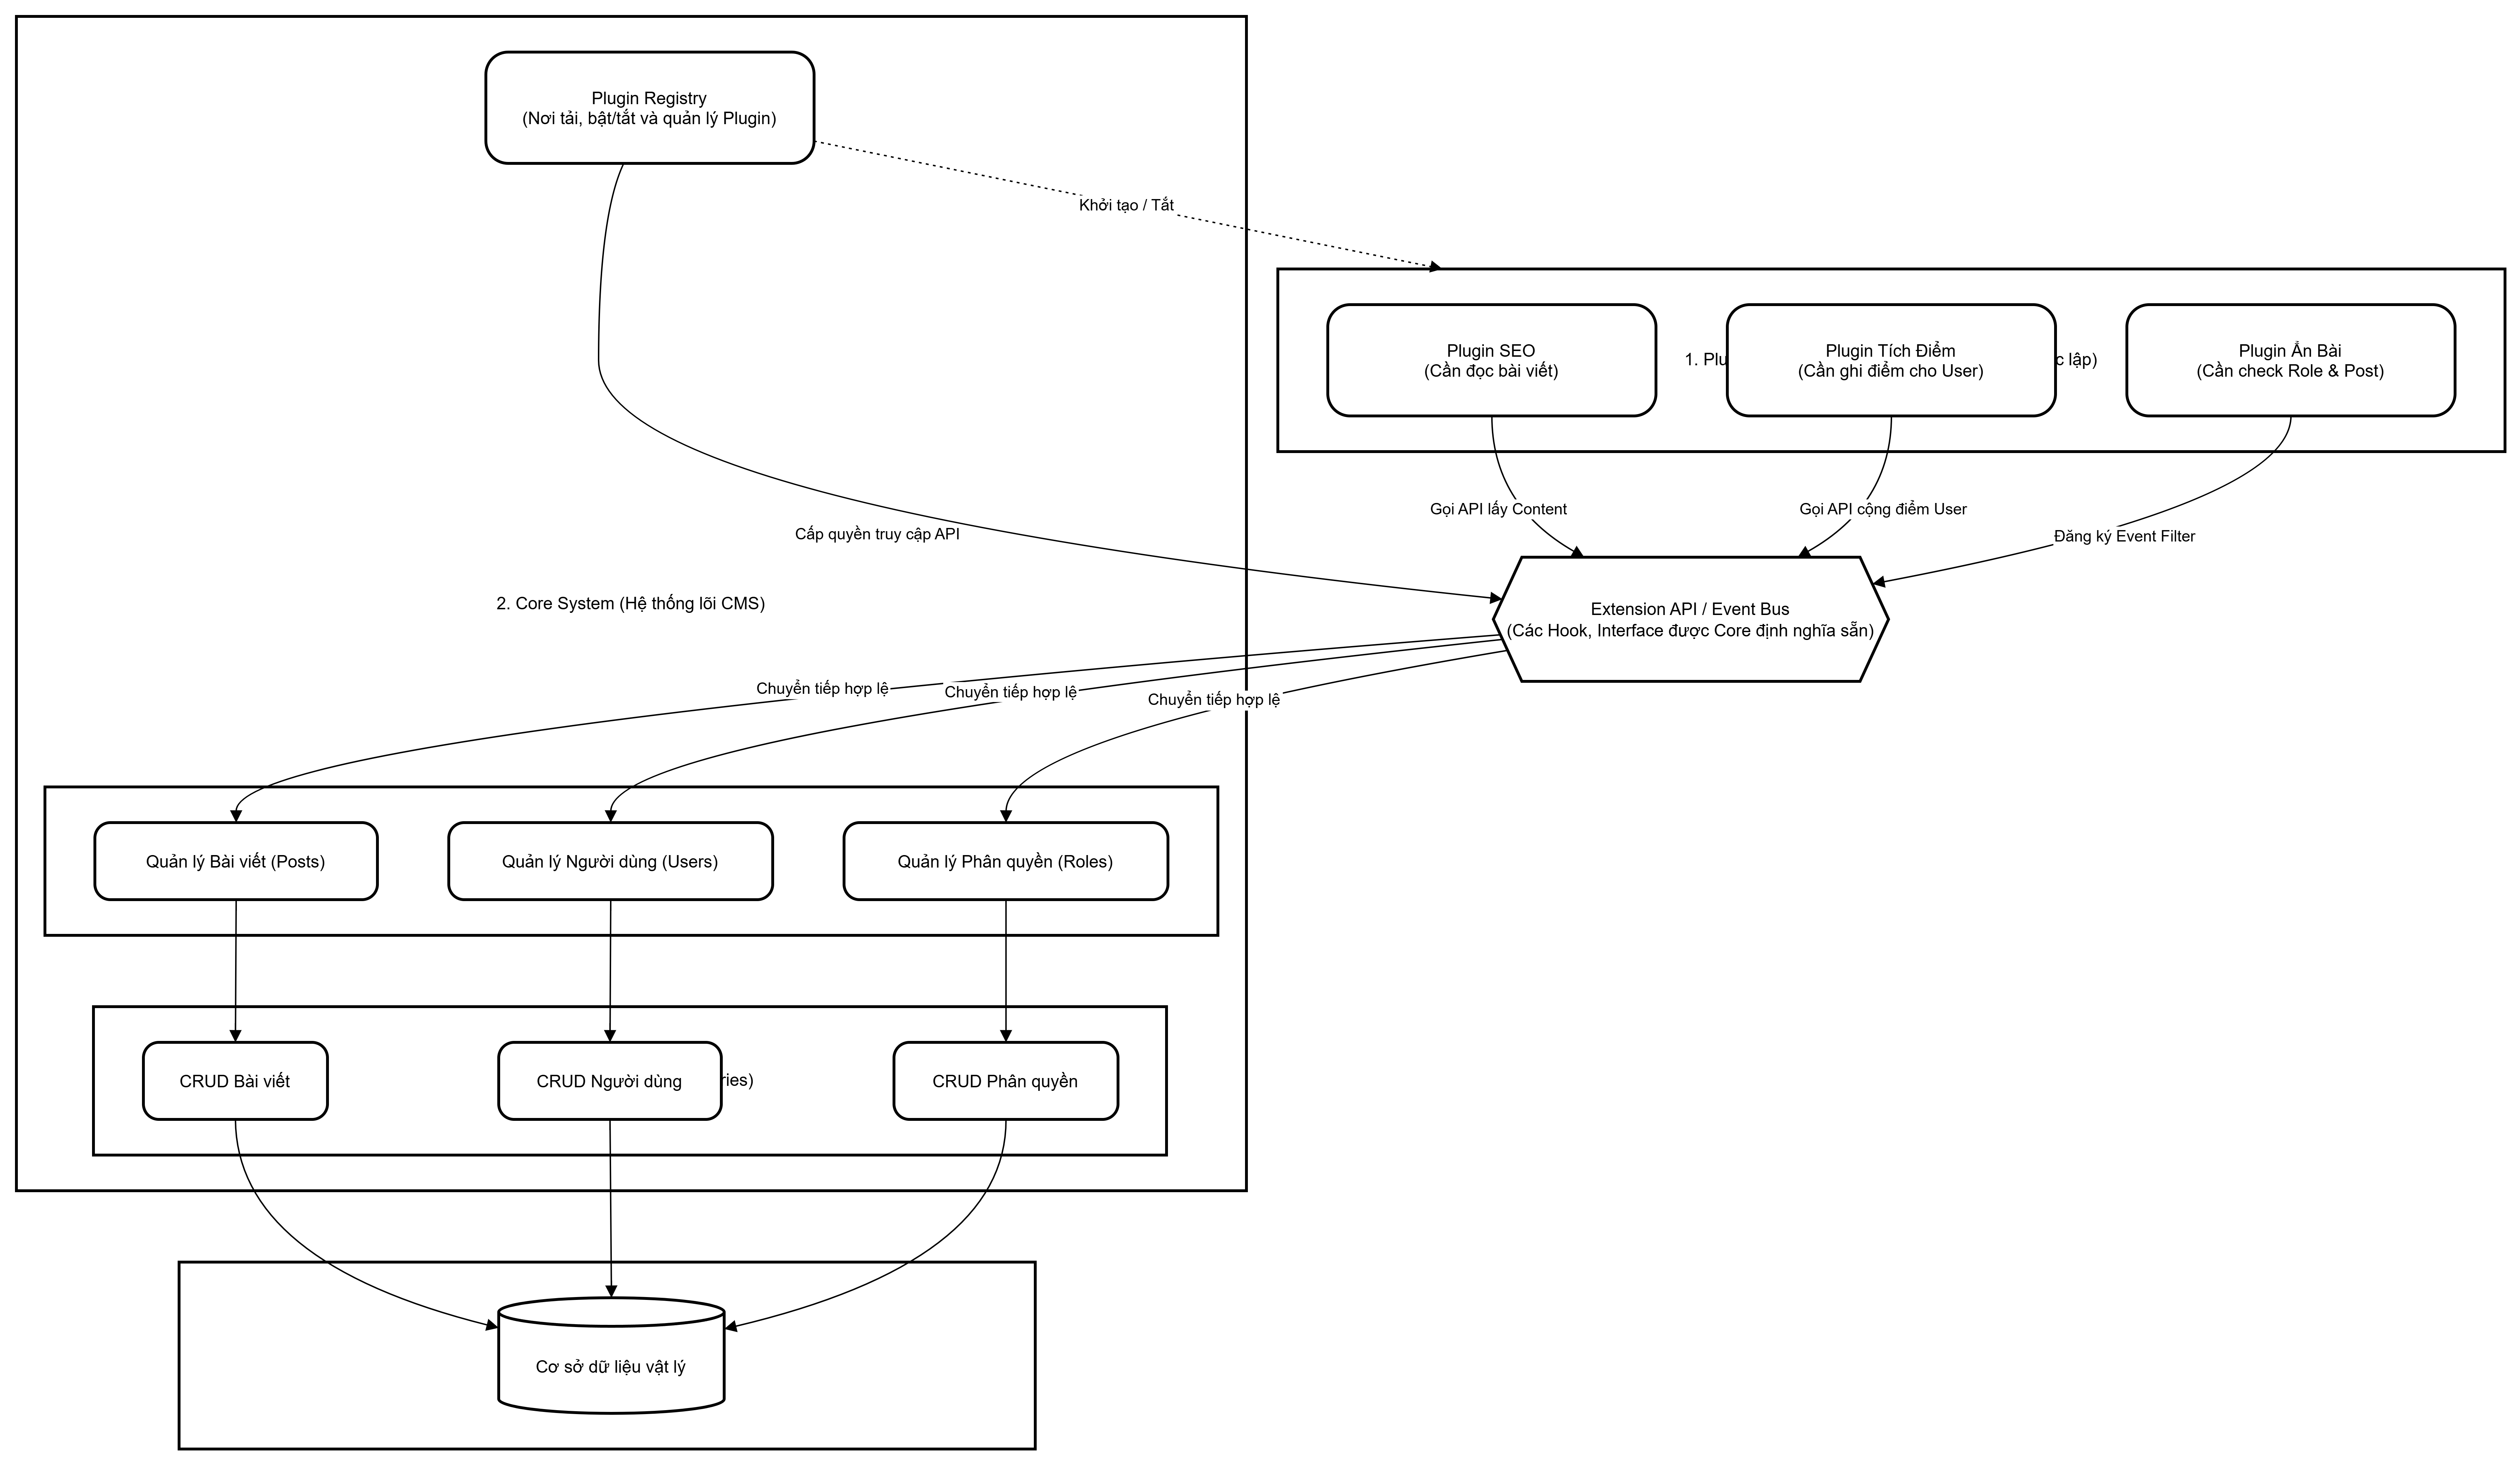 Plugin Registry
(Nơi tải, bật/tắt và quản lý Plugin)
Khởi tạo / Tắt
Plugin SEO
(Cần đọc bài viết)
1. Plu
Plugin Tích Điểm
(Cần ghi điểm cho User)
c lập)
Plugin Ẩn Bài
(Cần check Role & Post)
Gọi API lấy Content
Gọi API cộng điểm User
Đăng ký Event Filter
Cấp quyền truy cập API
2. Core System (Hệ thống lõi CMS)
Extension API / Event Bus
(Các Hook, Interface được Core định nghĩa sẵn)
Chuyển tiếp hợp lệ
Chuyển tiếp hợp lệ
Chuyển tiếp hợp lệ
Quản lý Bài viết (Posts)
Quản lý Người dùng (Users)
Quản lý Phân quyền (Roles)
CRUD Bài viết
CRUD Người dùng
ries)
CRUD Phân quyền
Cơ sở dữ liệu vật lý